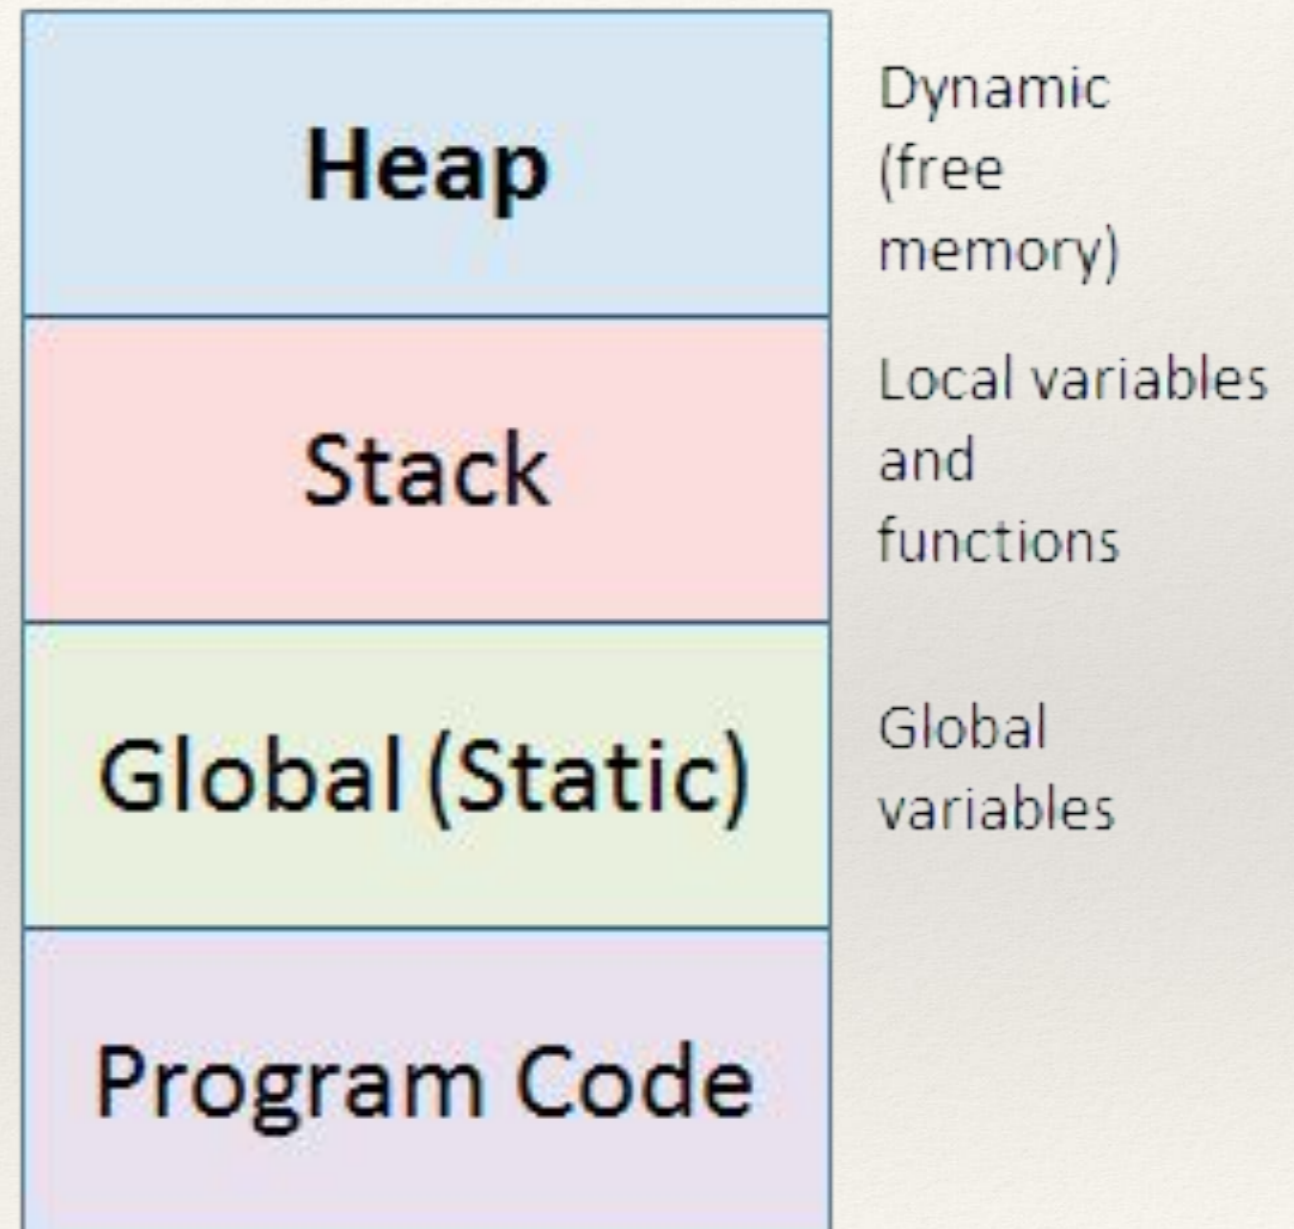 Heap
Dynamic
(free
memory)
Stack
Local variables
and
functions
Global (Static)
Global
variables
Program Code